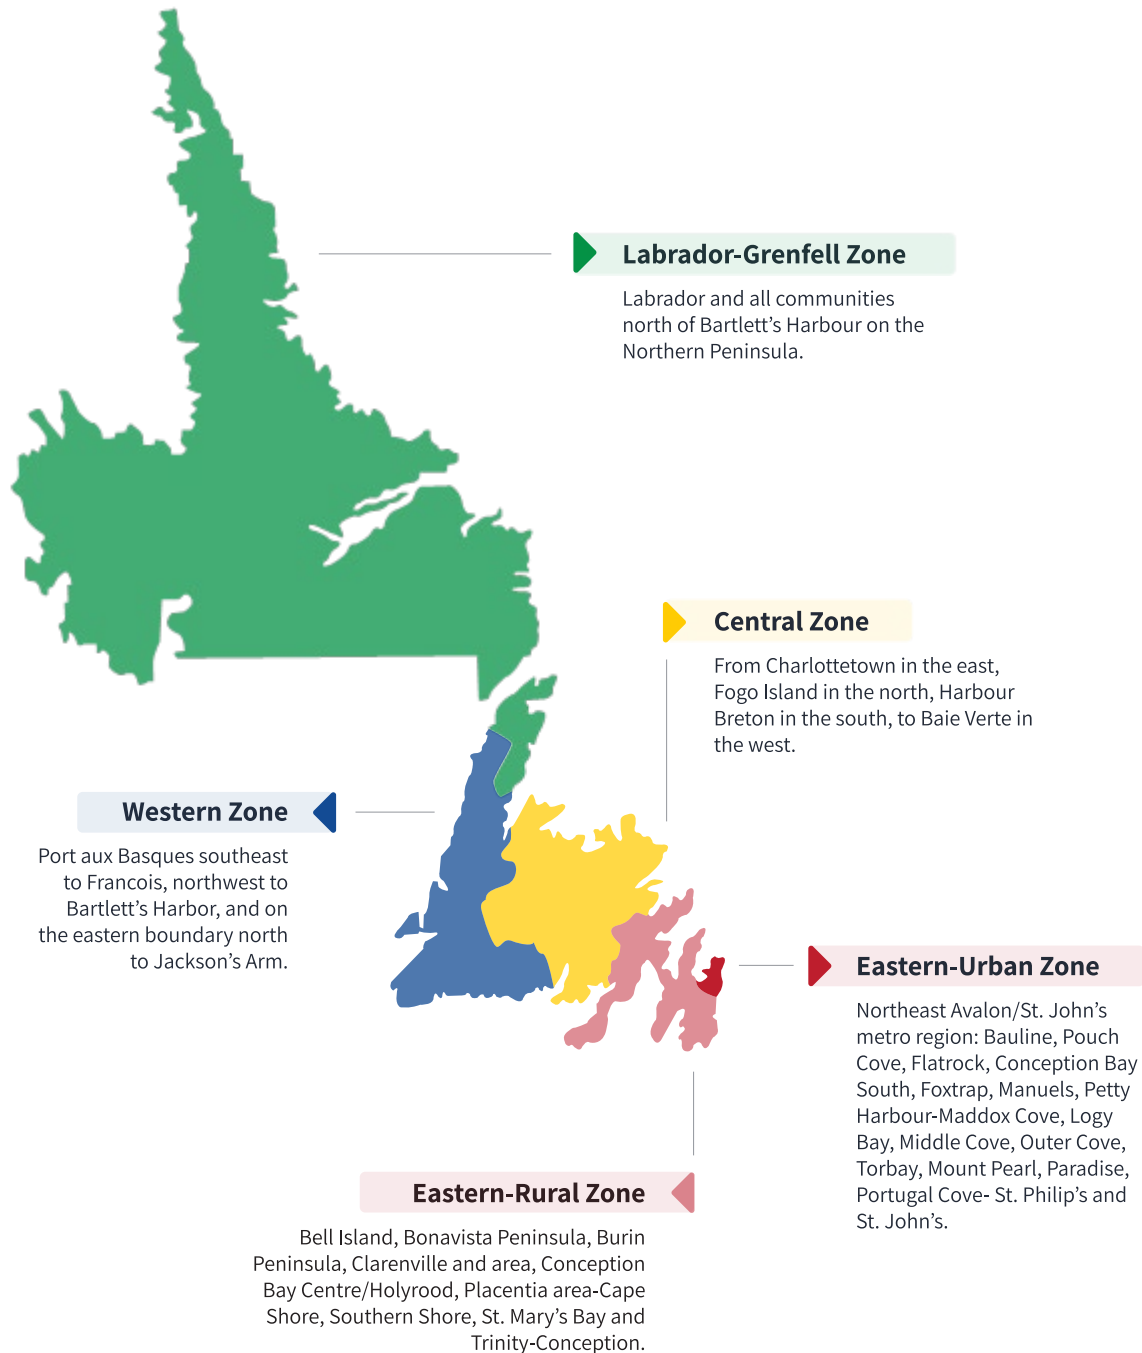 Labrador-Grenfell Zone
Labrador and all communities
north of Bartlett’s Harbour on the
Northern Peninsula.
Central Zone
From Charlottetown in the east,
Fogo Island in the north, Harbour
Breton in the south, to Baie Verte in
the west.
Western Zone
Port aux Basques southeast
to Francois, northwest to
Bartlett’s Harbor, and on
the eastern boundary north
to Jackson’s Arm.
Eastern-Urban Zone
Northeast Avalon/St. John’s
metro region: Bauline, Pouch
Cove, Flatrock, Conception Bay
South, Foxtrap, Manuels, Petty
Harbour-Maddox Cove, Logy
Bay, Middle Cove, Outer Cove,
Torbay, Mount Pearl, Paradise,
Portugal Cove- St. Philip’s and
St. John’s.
Eastern-Rural Zone
Bell Island, Bonavista Peninsula, Burin
Peninsula, Clarenville and area, Conception
Bay Centre/Holyrood, Placentia area-Cape
Shore, Southern Shore, St. Mary’s Bay and
Trinity-Conception.